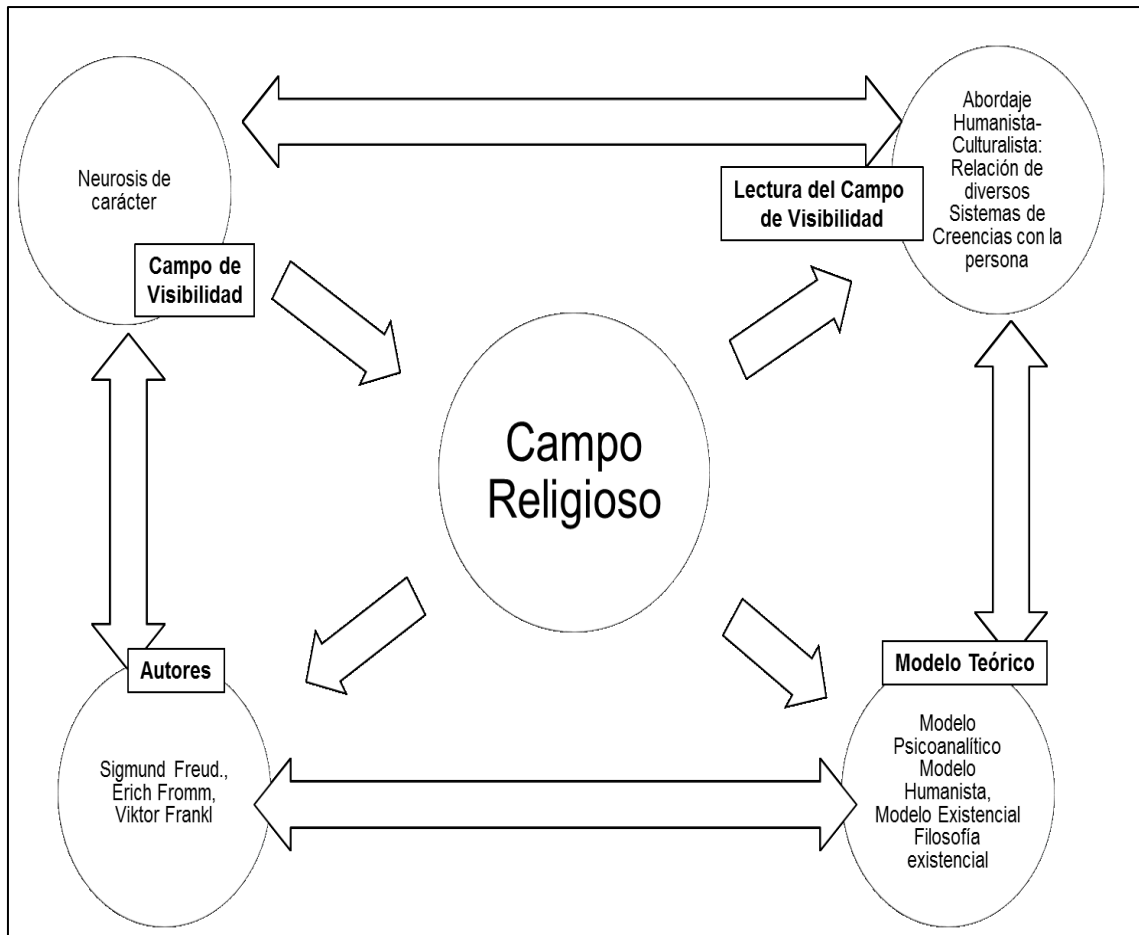 Neurosis de
carácter
Campo de
Visibilidad
Abordaje
Humanista-
Culturalista:
Relación de
diversos
Sistemas de
Creencias con la
persona
Lectura del Campo
de Visibilidad
Campo
Religioso
Autores
Sigmund Freud.,
Erich Fromm,
Viktor Frankl
Modelo Teórico
Modelo
Psicoanalítico
Modelo
Humanista,
Modelo Existencial
Filosofía
existencial